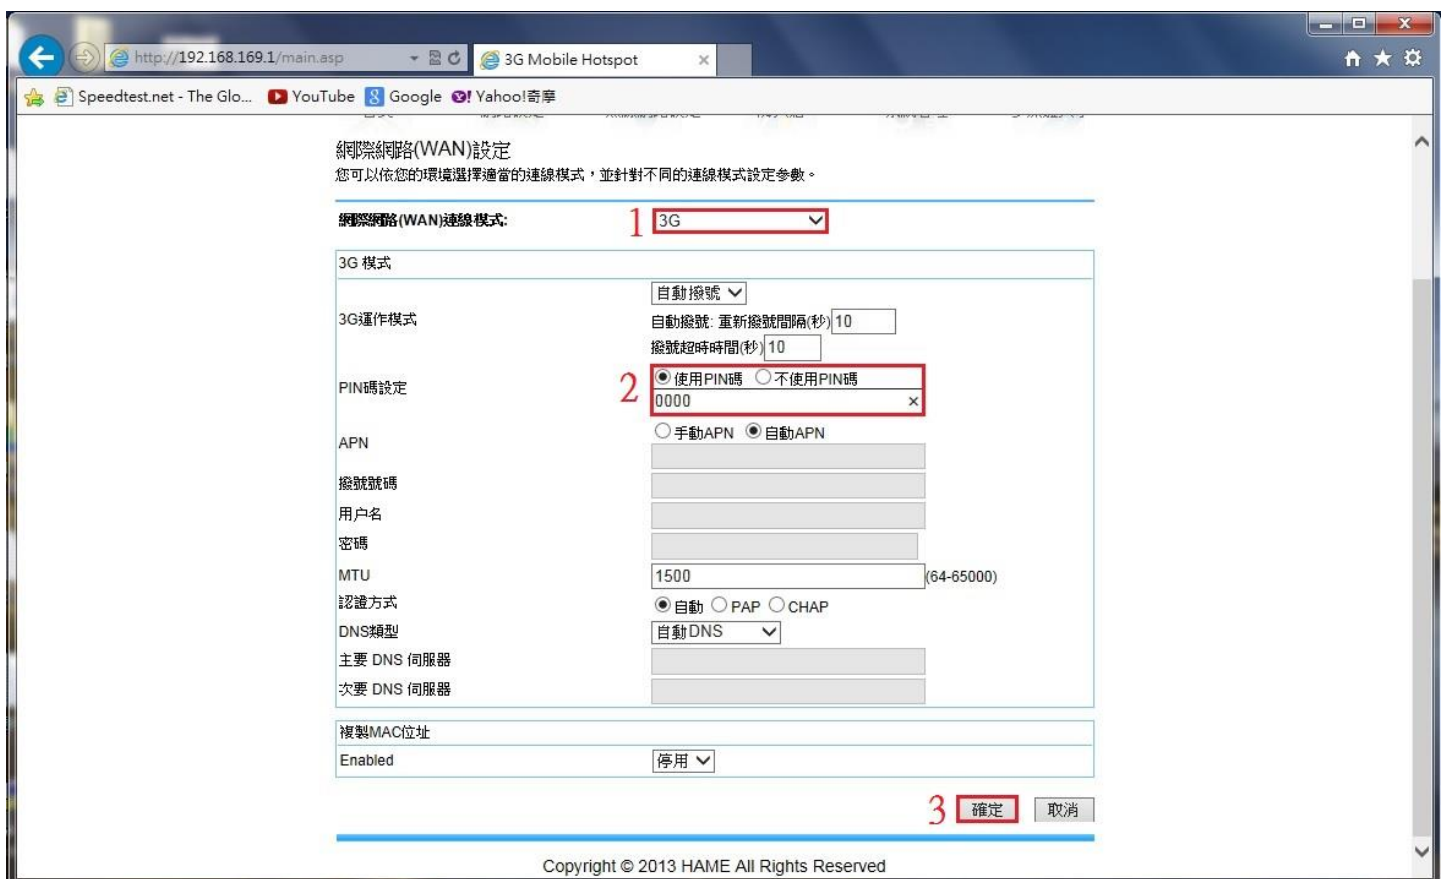 http://192.168.169.1/main.asp
3G Mobile Hotspot
Speedtest.net - The Glo... YouTube Google Yahoo!奇摩
網際網路(WAN)設定
您可以依您的環境選擇適當的連線模式，並針對不同的連線模式設定參數。
網際網路(WAN)連線模式: 1 3G
3G 模式
自動撥號
3G運作模式 自動撥號: 重新撥號間隔(秒) 10
撥號超時時間(秒) 10
PIN碼設定 2 使用PIN碼 不使用PIN碼
0000
APN 手動APN 自動APN
撥號號碼
用户名
密碼
MTU 1500 (64-65000)
認證方式 自動 PAP CHAP
DNS類型 自動DNS
主要 DNS 伺服器
次要 DNS 伺服器
複製MAC位址
Enabled 停用
3 確定 取消
Copyright © 2013 HAME All Rights Reserved